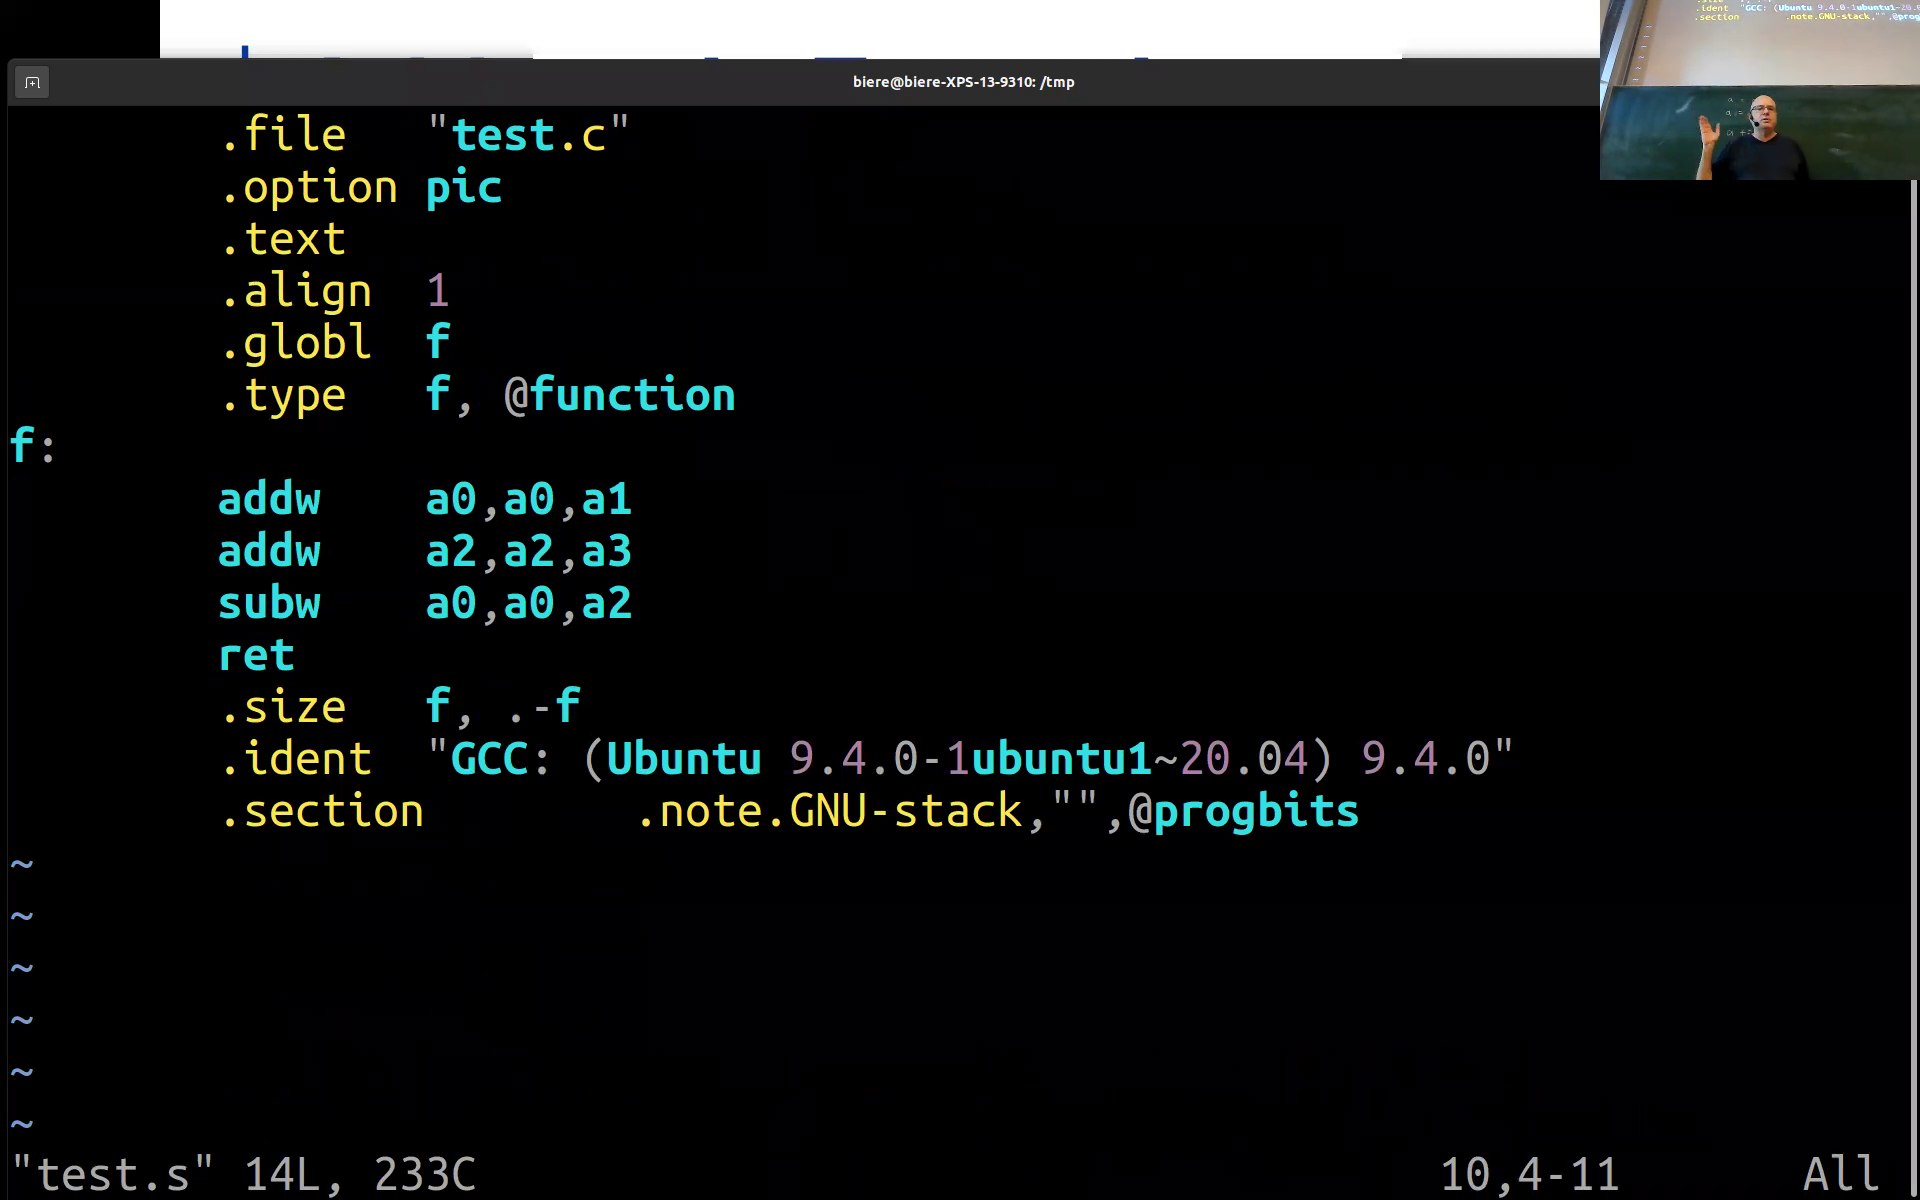 biere@biere-XPS-13-9310: /tmp
.file "test.c"
.option pic
.text
.align 1
.globl f
.type f, @function
f:
addw a0,a0,a1
addw a2,a2,a3
subw a0,a0,a2
ret
.size f, .-f
.ident "GCC: (Ubuntu 9.4.0-1ubuntu1~20.04) 9.4.0"
.section .note.GNU-stack,"",@progbits
~
~
~
~
~
~
"test.s" 14L, 233C 10,4-11 All
.ident "GCC: (Ubuntu 9.4.0-1ubuntu1~20.0
.section .note.GNU-stack,"",@prog